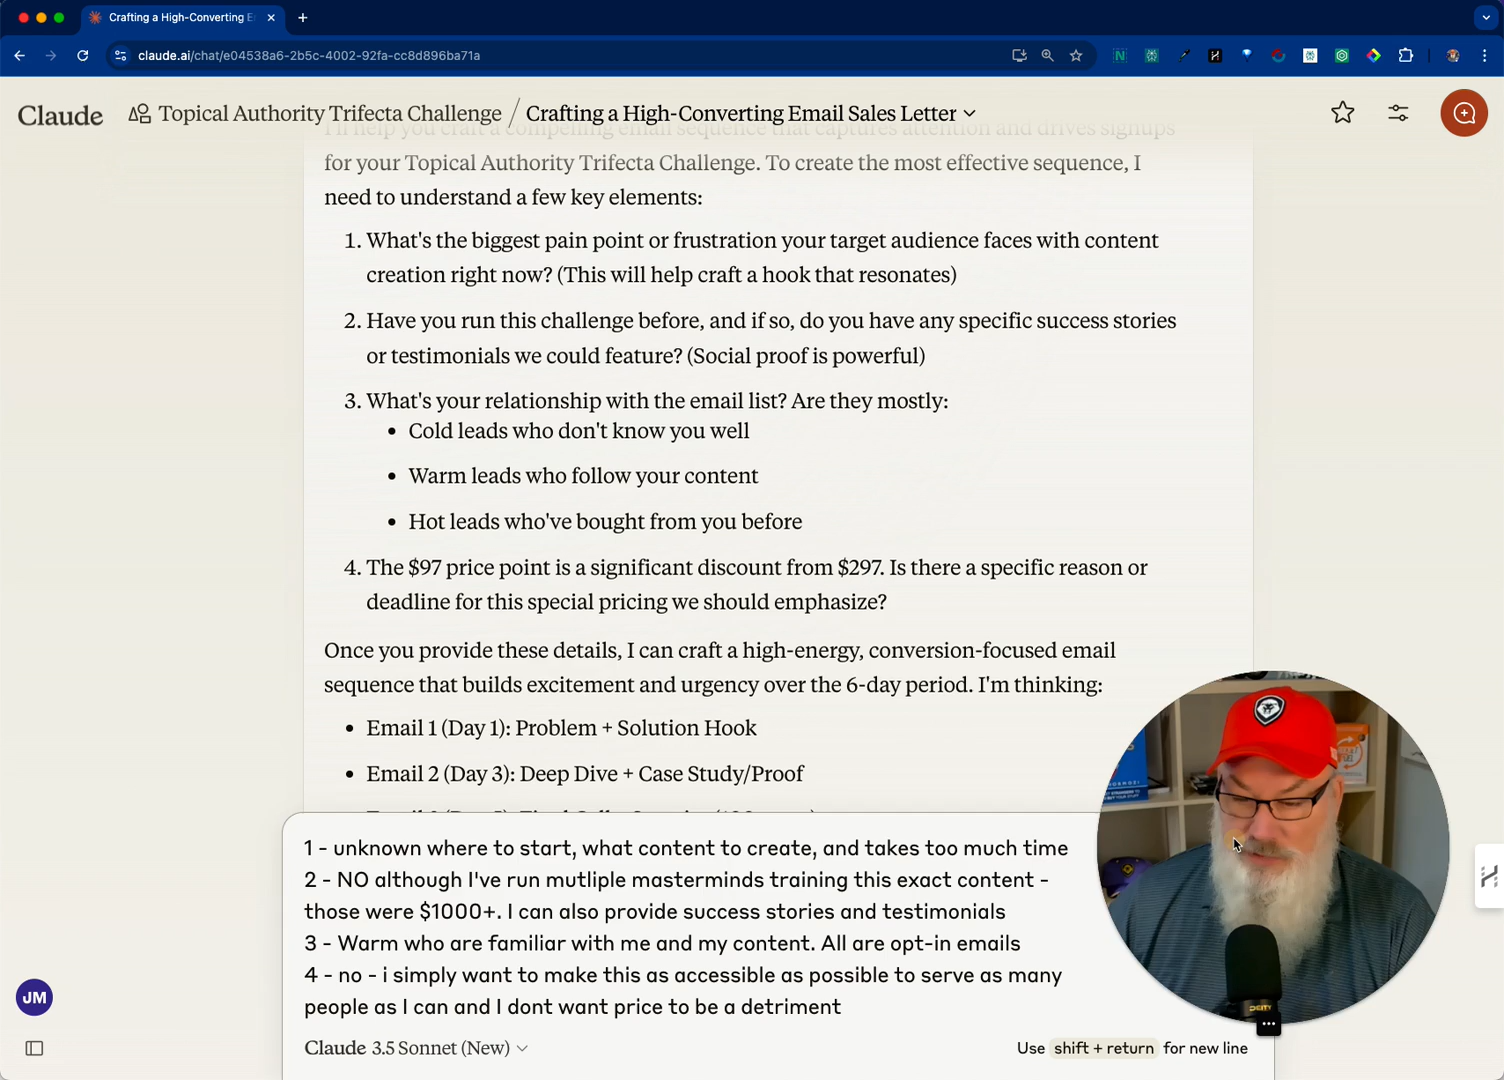 Crafting a High-Converting E
claude.ai/chat/e04538a6-2b5c-4002-92fa-cc8d896ba71a
Claude
Topical Authority Trifecta Challenge / Crafting a High-Converting Email Sales Letter
I'll help you craft a compelling email sequence that captures attention and drives signups
for your Topical Authority Trifecta Challenge. To create the most effective sequence, I
need to understand a few key elements:
1. What's the biggest pain point or frustration your target audience faces with content
creation right now? (This will help craft a hook that resonates)
2. Have you run this challenge before, and if so, do you have any specific success stories
or testimonials we could feature? (Social proof is powerful)
3. What's your relationship with the email list? Are they mostly:
• Cold leads who don't know you well
• Warm leads who follow your content
• Hot leads who've bought from you before
4. The $97 price point is a significant discount from $297. Is there a specific reason or
deadline for this special pricing we should emphasize?
Once you provide these details, I can craft a high-energy, conversion-focused email
sequence that builds excitement and urgency over the 6-day period. I'm thinking:
• Email 1 (Day 1): Problem + Solution Hook
• Email 2 (Day 3): Deep Dive + Case Study/Proof
1 - unknown where to start, what content to create, and takes too much time
2 - NO although I've run mutliple masterminds training this exact content -
those were $1000+. I can also provide success stories and testimonials
3 - Warm who are familiar with me and my content. All are opt-in emails
4 - no - i simply want to make this as accessible as possible to serve as many
people as I can and I dont want price to be a detriment
JM
Claude 3.5 Sonnet (New)
Use shift + return for new line
DEITY